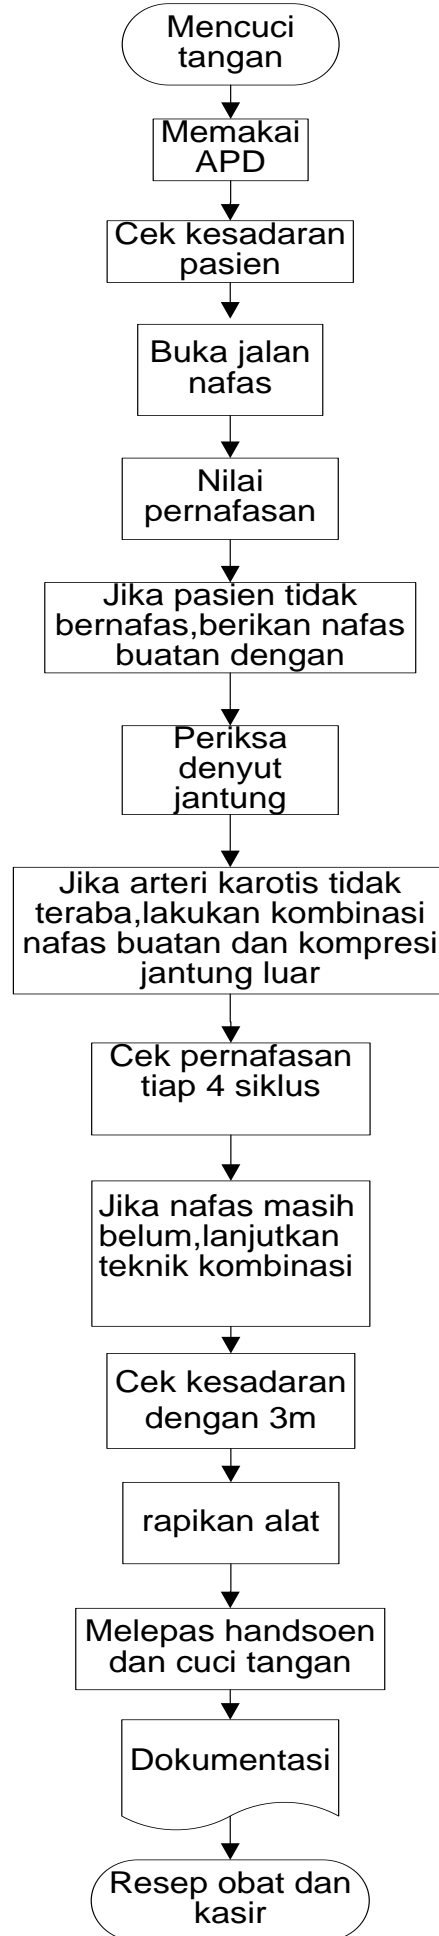 Mencuci
tangan
Memakai
APD
Cek kesadaran
pasien
Buka jalan
nafas
Nilai
pernafasan
Jika pasien tidak
bernafas,berikan nafas
buatan dengan
Periksa
denyut
jantung
Jika arteri karotis tidak
teraba,lakukan kombinasi
nafas buatan dan kompresi
jantung luar
Cek pernafasan
tiap 4 siklus
Jika nafas masih
belum,lanjutkan
teknik kombinasi
Cek kesadaran
dengan 3m
rapikan alat
Melepas handsoen
dan cuci tangan
Dokumentasi
Resep obat dan
kasir